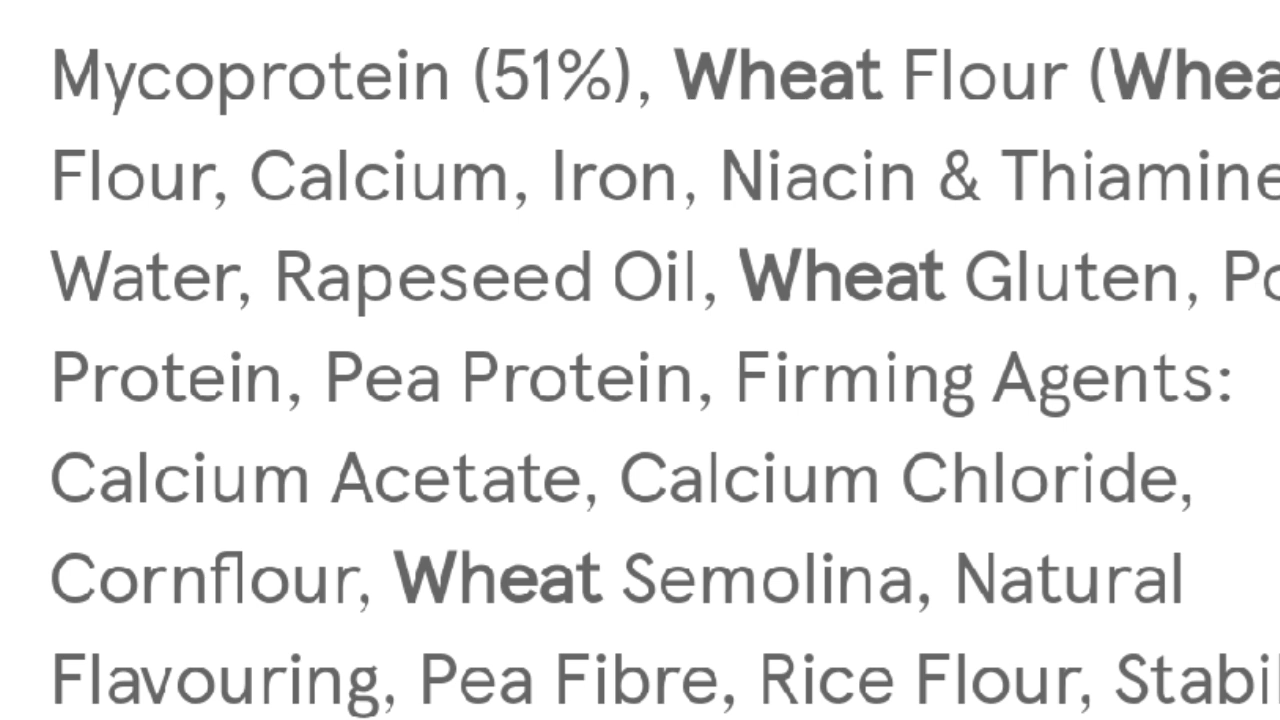 Mycoprotein (51%), Wheat Flour (
Flour, Calcium, Iron, Niacin & Thiamine
Water, Rapeseed Oil, Wheat Gluten,
Protein, Pea Protein, Firming Agents:
Calcium Acetate, Calcium Chloride,
Cornflour, Wheat Semolina, Natural
Flavouring, Pea Fibre, Rice Flour,